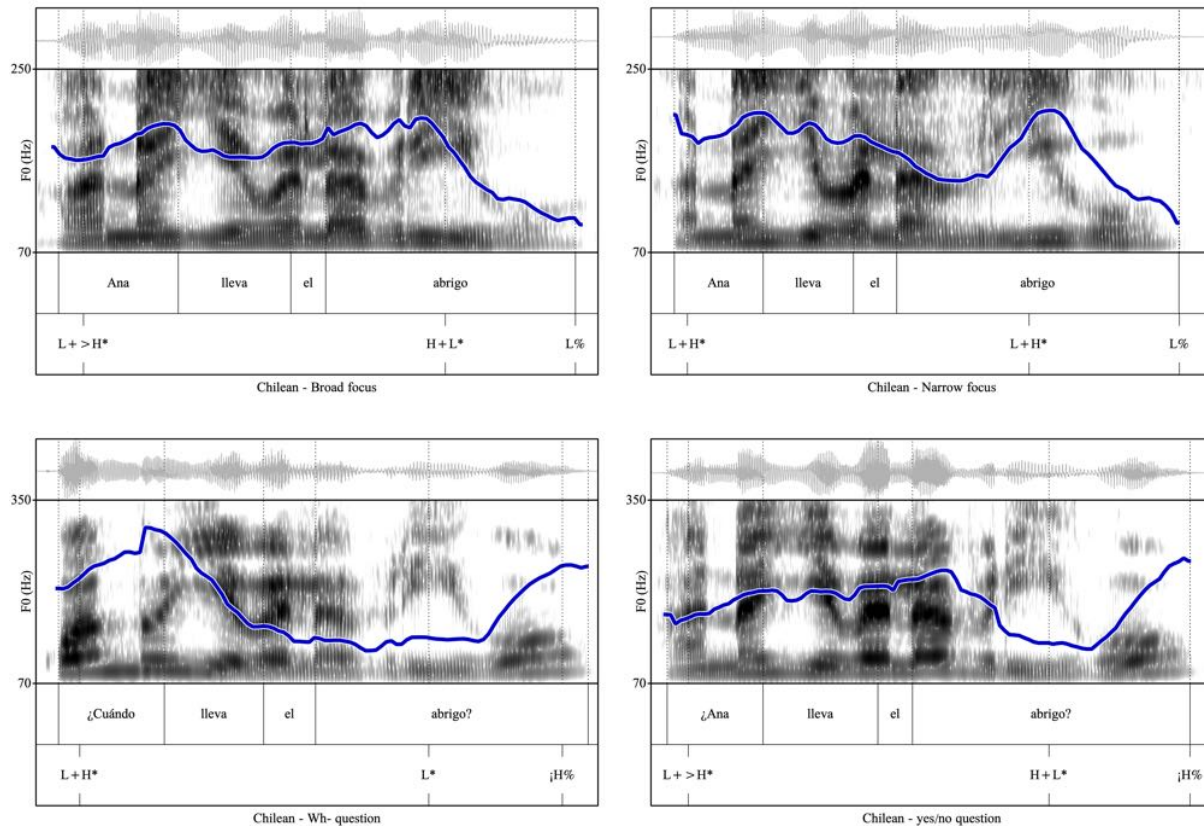 250
F0 (Hz)
70
Ana lleva el abrigo
L+>H* H+L* L%
Chilean - Broad focus
250
F0 (Hz)
70
Ana lleva el abrigo
L+H* L+H* L%
Chilean - Narrow focus
350
F0 (Hz)
70
¿Cuándo lleva el abrigo?
L+H* L* ¡H%
Chilean - Wh- question
350
F0 (Hz)
70
¿Ana lleva el abrigo?
L+>H* H+L* ¡H%
Chilean - yes/no question